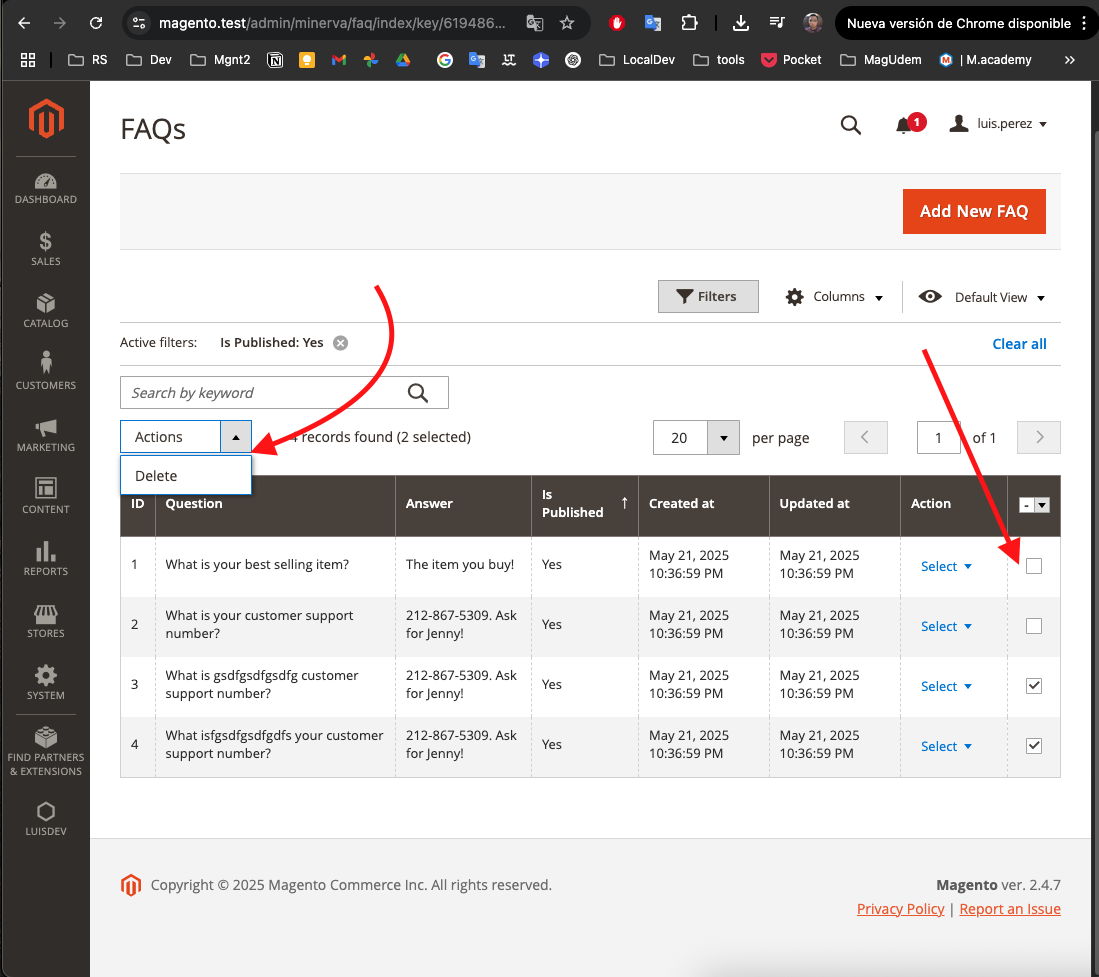 magento.test/admin/minerva/faq/index/key/619486...
Nueva versión de Chrome disponible
RS
Dev
Mgnt2
LocalDev
tools
Pocket
MagUdem
| M.academy
FAQs
1
luis.perez
DASHBOARD
SALES
CATALOG
CUSTOMERS
MARKETING
CONTENT
REPORTS
STORES
SYSTEM
FIND PARTNERS
& EXTENSIONS
LUISDEV
Add New FAQ
Filters
Columns
Default View
Active filters: Is Published: Yes
Clear all
Search by keyword
Actions
4 records found (2 selected)
20 per page
1 of 1
Delete
ID Question Answer Is Published ↑ Created at Updated at Action
1 What is your best selling item? The item you buy! Yes May 21, 2025 10:36:59 PM May 21, 2025 10:36:59 PM Select
2 What is your customer support number? 212-867-5309. Ask for Jenny! Yes May 21, 2025 10:36:59 PM May 21, 2025 10:36:59 PM Select
3 What is gsdfgsdfgsdfg customer support number? 212-867-5309. Ask for Jenny! Yes May 21, 2025 10:36:59 PM May 21, 2025 10:36:59 PM Select
4 What isfgsdfgsdfgdfs your customer support number? 212-867-5309. Ask for Jenny! Yes May 21, 2025 10:36:59 PM May 21, 2025 10:36:59 PM Select
Copyright © 2025 Magento Commerce Inc. All rights reserved.
Magento ver. 2.4.7
Privacy Policy | Report an Issue